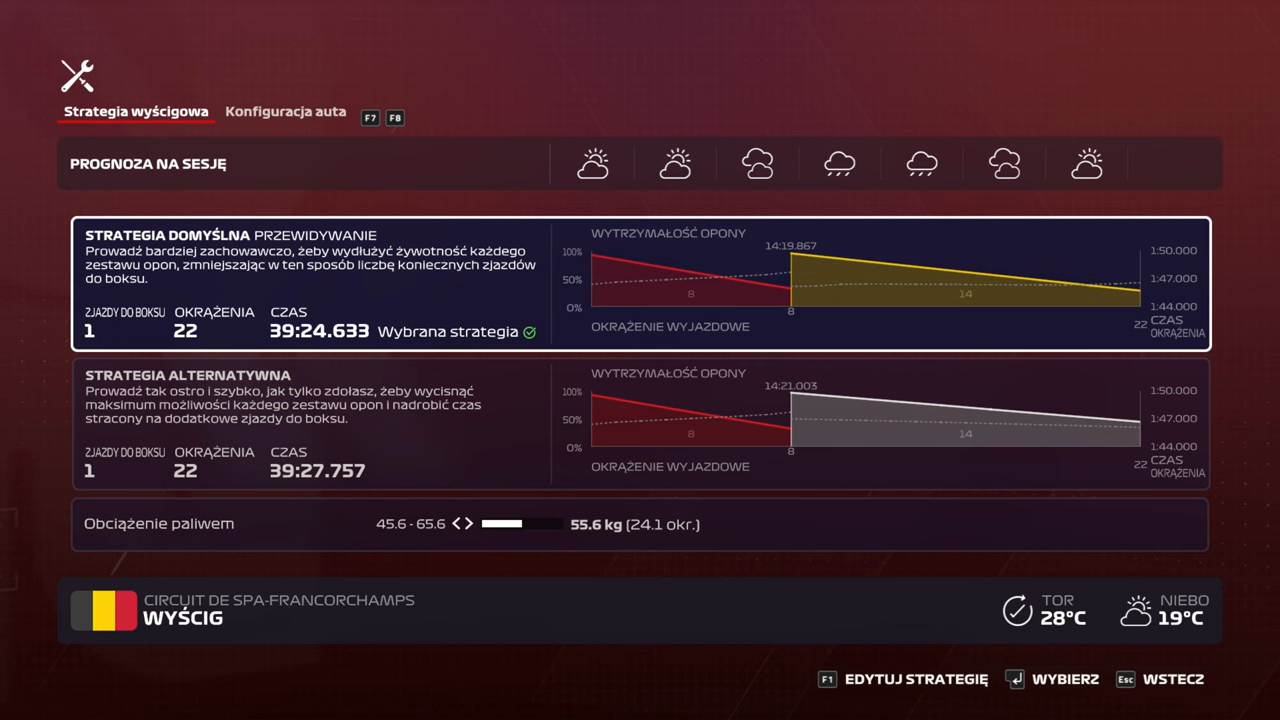 Strategia wyścigowa Konfiguracja auta F7 F8
PROGNOZA NA SESJĘ
STRATEGIA DOMYŚLNA PRZEWIDYWANIE
Prowadź bardziej zachowawczo, żeby wydłużyć żywotność każdego
zestawu opon, zmniejszając w ten sposób liczbę koniecznych zjazdów
do boksu.
ZJAZDY DO BOKSU OKRĄŻENIA CZAS
1 22 39:24.633 Wybrana strategia
WYTRZYMAŁOŚĆ OPONY
14:19.867
100% 1:50.000
50% 1:47.000
8 14
0% 1:44.000
8
22 CZAS
OKRĄŻENIA
OKRĄŻENIE WYJAZDOWE
STRATEGIA ALTERNATYWNA
Prowadź tak ostro i szybko, jak tylko zdołasz, żeby wycisnąć
maksimum możliwości każdego zestawu opon i nadrobić czas
stracony na dodatkowe zjazdy do boksu.
ZJAZDY DO BOKSU OKRĄŻENIA CZAS
1 22 39:27.757
WYTRZYMAŁOŚĆ OPONY
14:21.003
100% 1:50.000
50% 1:47.000
8 14
0% 1:44.000
8
22 CZAS
OKRĄŻENIA
OKRĄŻENIE WYJAZDOWE
Obciążenie paliwem 45.6 - 65.6 <> 55.6 kg (24.1 okr.)
CIRCUIT DE SPA-FRANCORCHAMPS
WYŚCIG
TOR
28°C
NIEBO
19°C
F1 EDYTUJ STRATEGIĘ WYBIERZ Esc WSTECZ